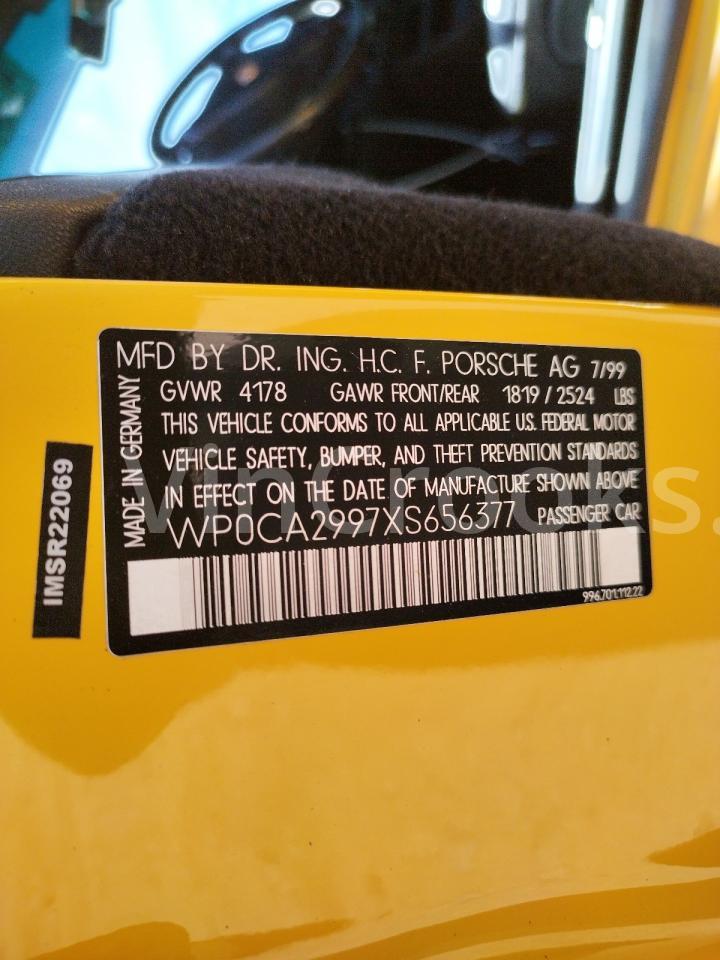 MFD BY DR. ING. H.C. F. PORSCHE AG 7/99
GVWR 4178 GAWR FRONT/REAR 1819 / 2524 LBS
THIS VEHICLE CONFORMS TO ALL APPLICABLE U.S. FEDERAL MOTOR
VEHICLE SAFETY, BUMPER, AND THEFT PREVENTION STANDARDS
IN EFFECT ON THE DATE OF MANUFACTURE SHOWN ABOVE
WP0CA2997XS656377 PASSENGER CAR
996.701.112.22
MADE IN GERMANY
IMSR22069
VinCrooks.